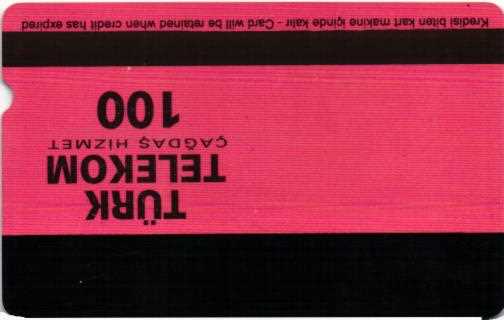 TÜRK
TELEKOM
ÇAĞDAŞ HİZMET
100
Kredisi biten kart makine içinde kalır - Card will be retained when credit has expired